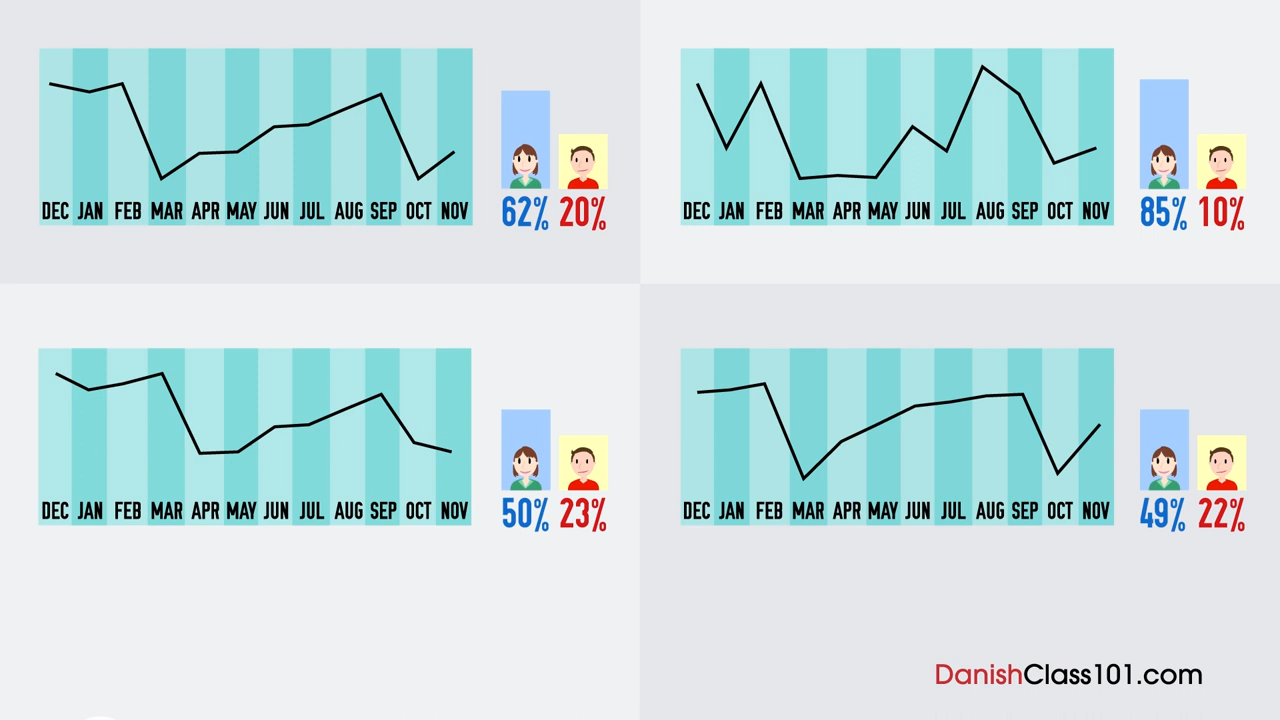 DEC JAN FEB MAR APR MAY JUN JUL AUG SEP OCT NOV
62% 20%
DEC JAN FEB MAR APR MAY JUN JUL AUG SEP OCT NOV
85% 10%
DEC JAN FEB MAR APR MAY JUN JUL AUG SEP OCT NOV
50% 23%
DEC JAN FEB MAR APR MAY JUN JUL AUG SEP OCT NOV
49% 22%
DanishClass101.com